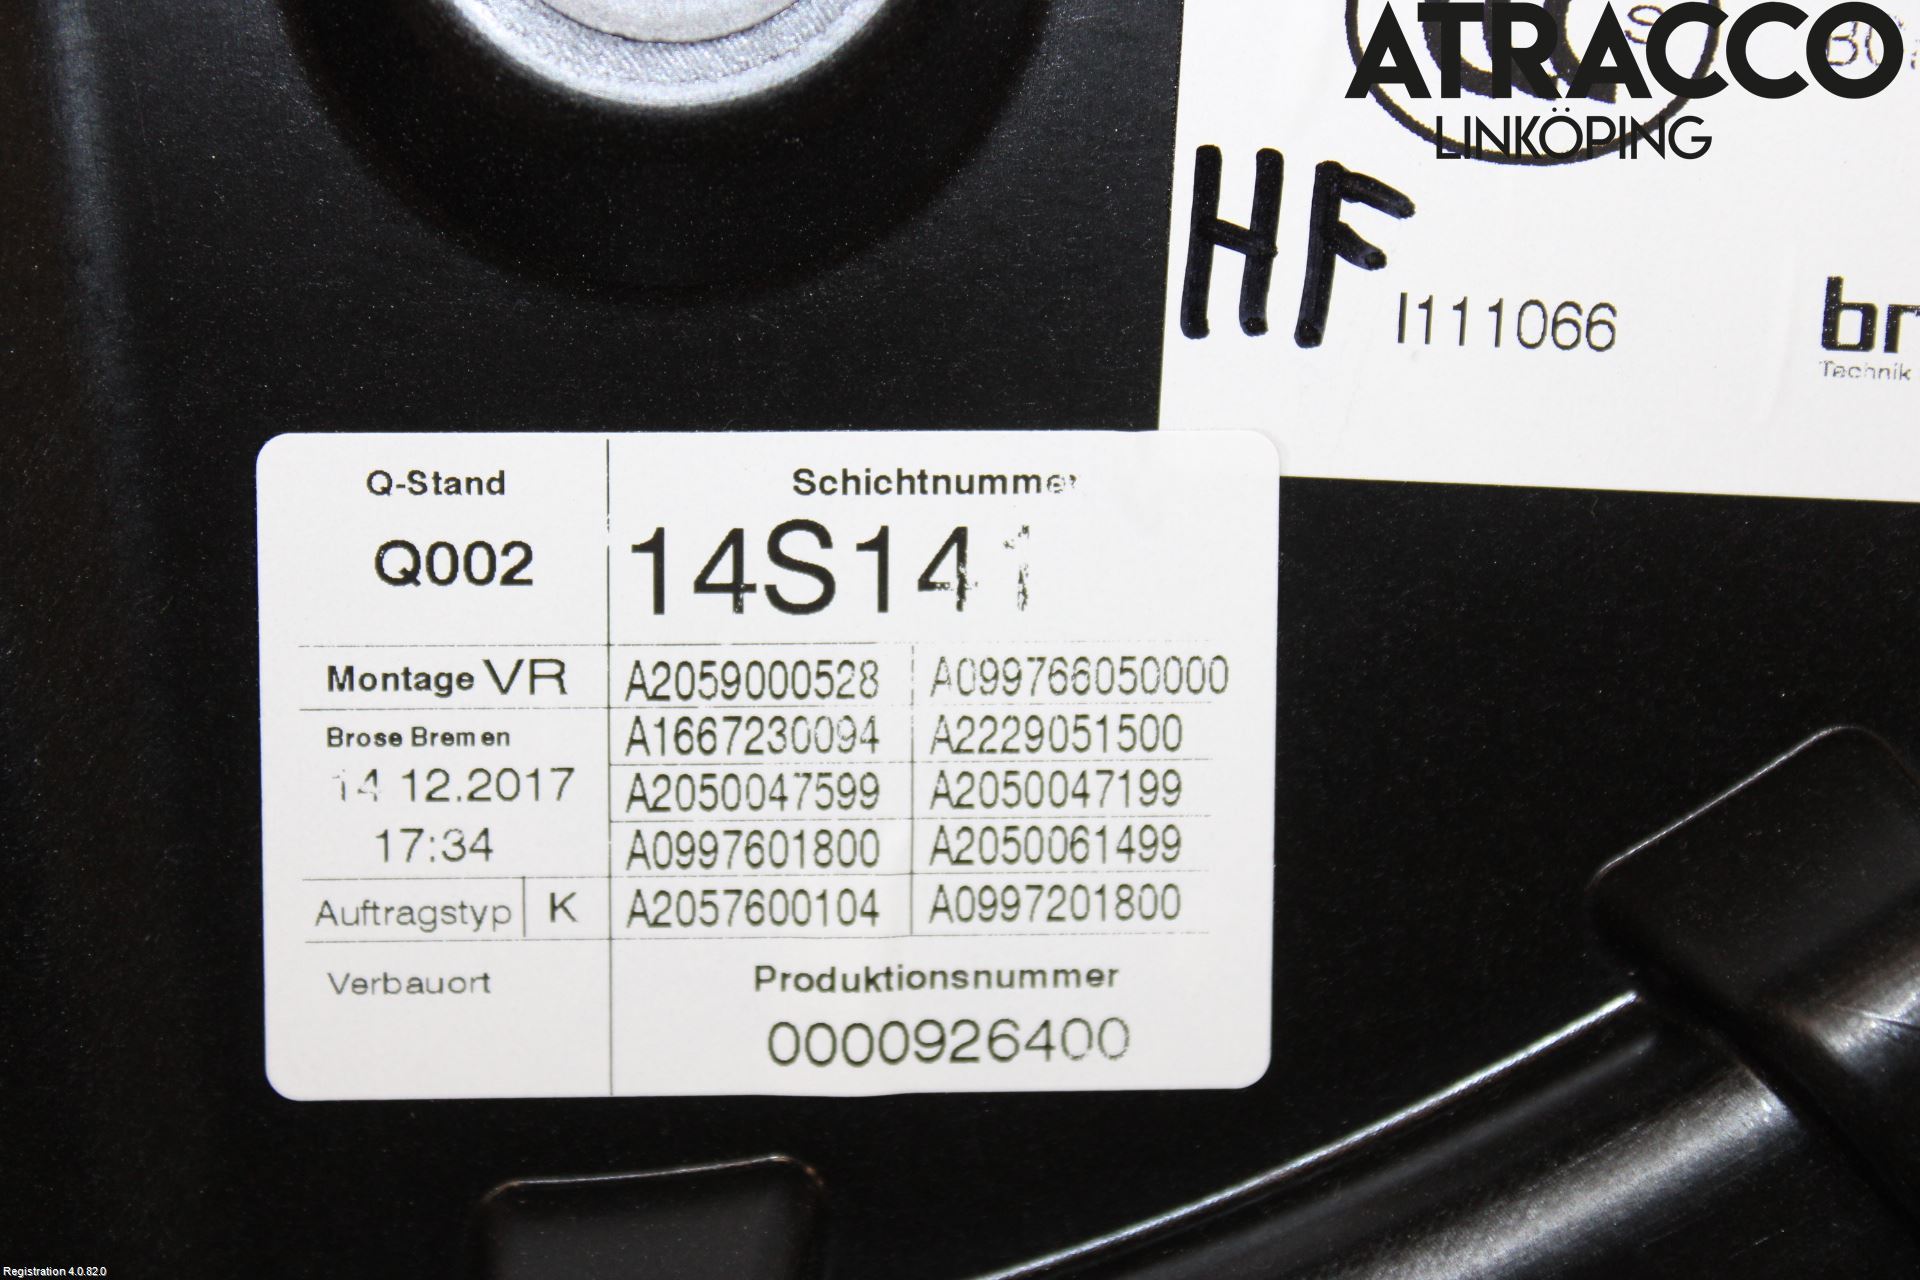 ATRACCO
LINKÖPING
HF
I111066
Technik
Q-Stand
Schichtnummer
Q002
14S141
Montage VR
A2059000528
A099766050000
Brose Bremen
A1667230094
A2229051500
14 12.2017
A2050047599
A2050047199
17:34
A0997601800
A2050061499
Auftragstyp
K
A2057600104
A0997201800
Verbauort
Produktionsnummer
0000926400
Registration 4.0.82.0